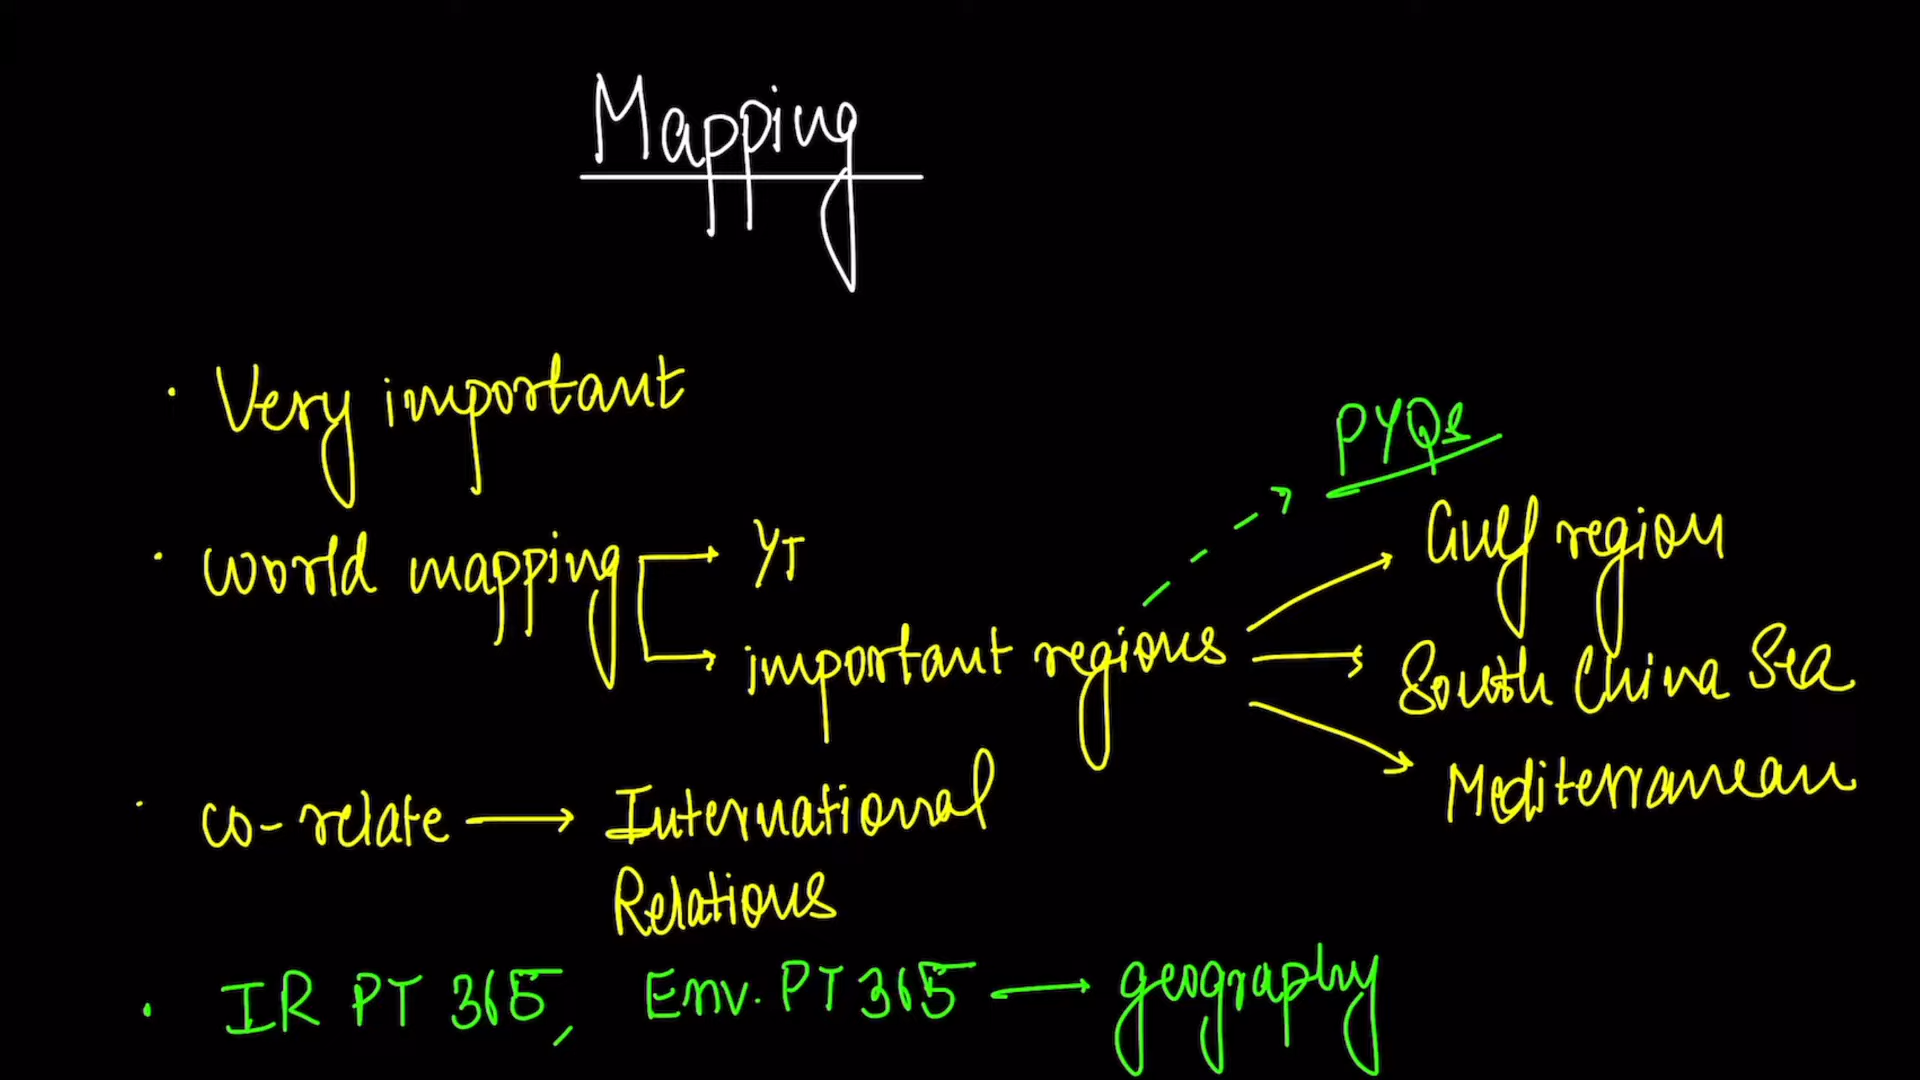 Mapping
· Very important
PYQs
· World mapping → YT
→ important regions → Gulf region
→ South China Sea
→ Mediterranean
· co-relate → International
Relations
· IR PT 365, Env. PT 365 → geography